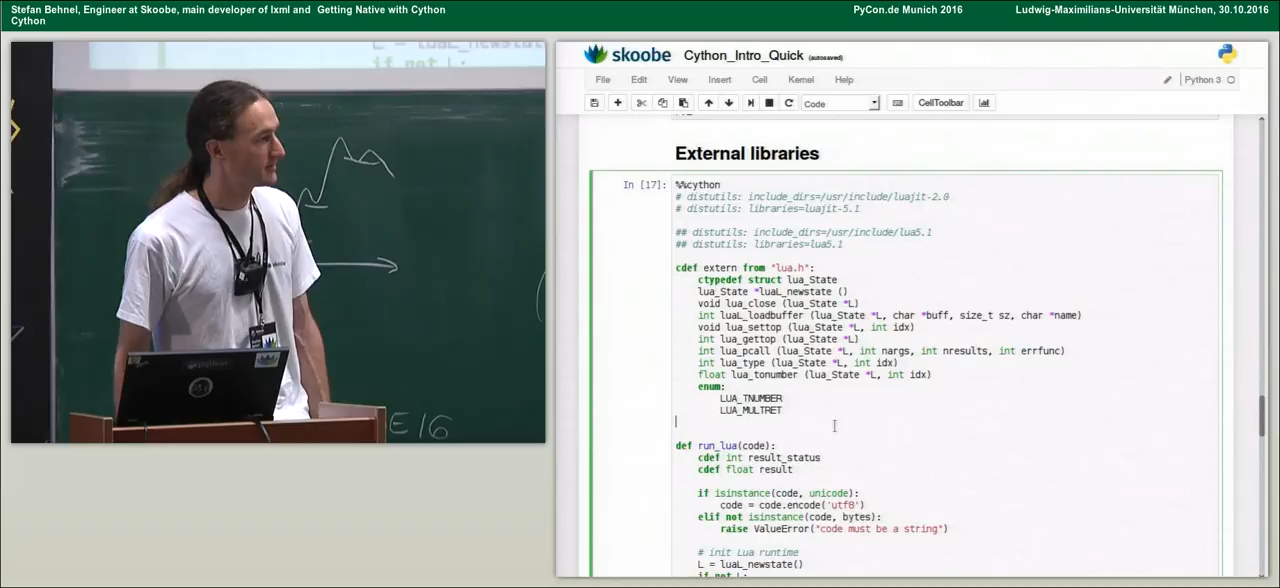 Stefan Behnel, Engineer at Skoobe, main developer of lxml and Cython
Getting Native with Cython
PyCon.de Munich 2016
Ludwig-Maximilians-Universität München, 30.10.2016
if not L:
E16
skoobe
Cython_Intro_Quick (autosaved)
File Edit View Insert Cell Kernel Help
Python 3
Code
CellToolbar
External libraries
In [17]:
%%cython
# distutils: include_dirs=/usr/include/luajit-2.0
# distutils: libraries=luajit-5.1
## distutils: include_dirs=/usr/include/lua5.1
## distutils: libraries=lua5.1
cdef extern from "lua.h":
ctypedef struct lua_State
lua_State *luaL_newstate ()
void lua_close (lua_State *L)
int luaL_loadbuffer (lua_State *L, char *buff, size_t sz, char *name)
void lua_settop (lua_State *L, int idx)
int lua_gettop (lua_State *L)
int lua_pcall (lua_State *L, int nargs, int nresults, int errfunc)
int lua_type (lua_State *L, int idx)
float lua_tonumber (lua_State *L, int idx)
enum:
LUA_TNUMBER
LUA_MULTRET
def run_lua(code):
cdef int result_status
cdef float result
if isinstance(code, unicode):
code = code.encode('utf8')
elif not isinstance(code, bytes):
raise ValueError("code must be a string")
# init Lua runtime
L = luaL_newstate()
if not L: